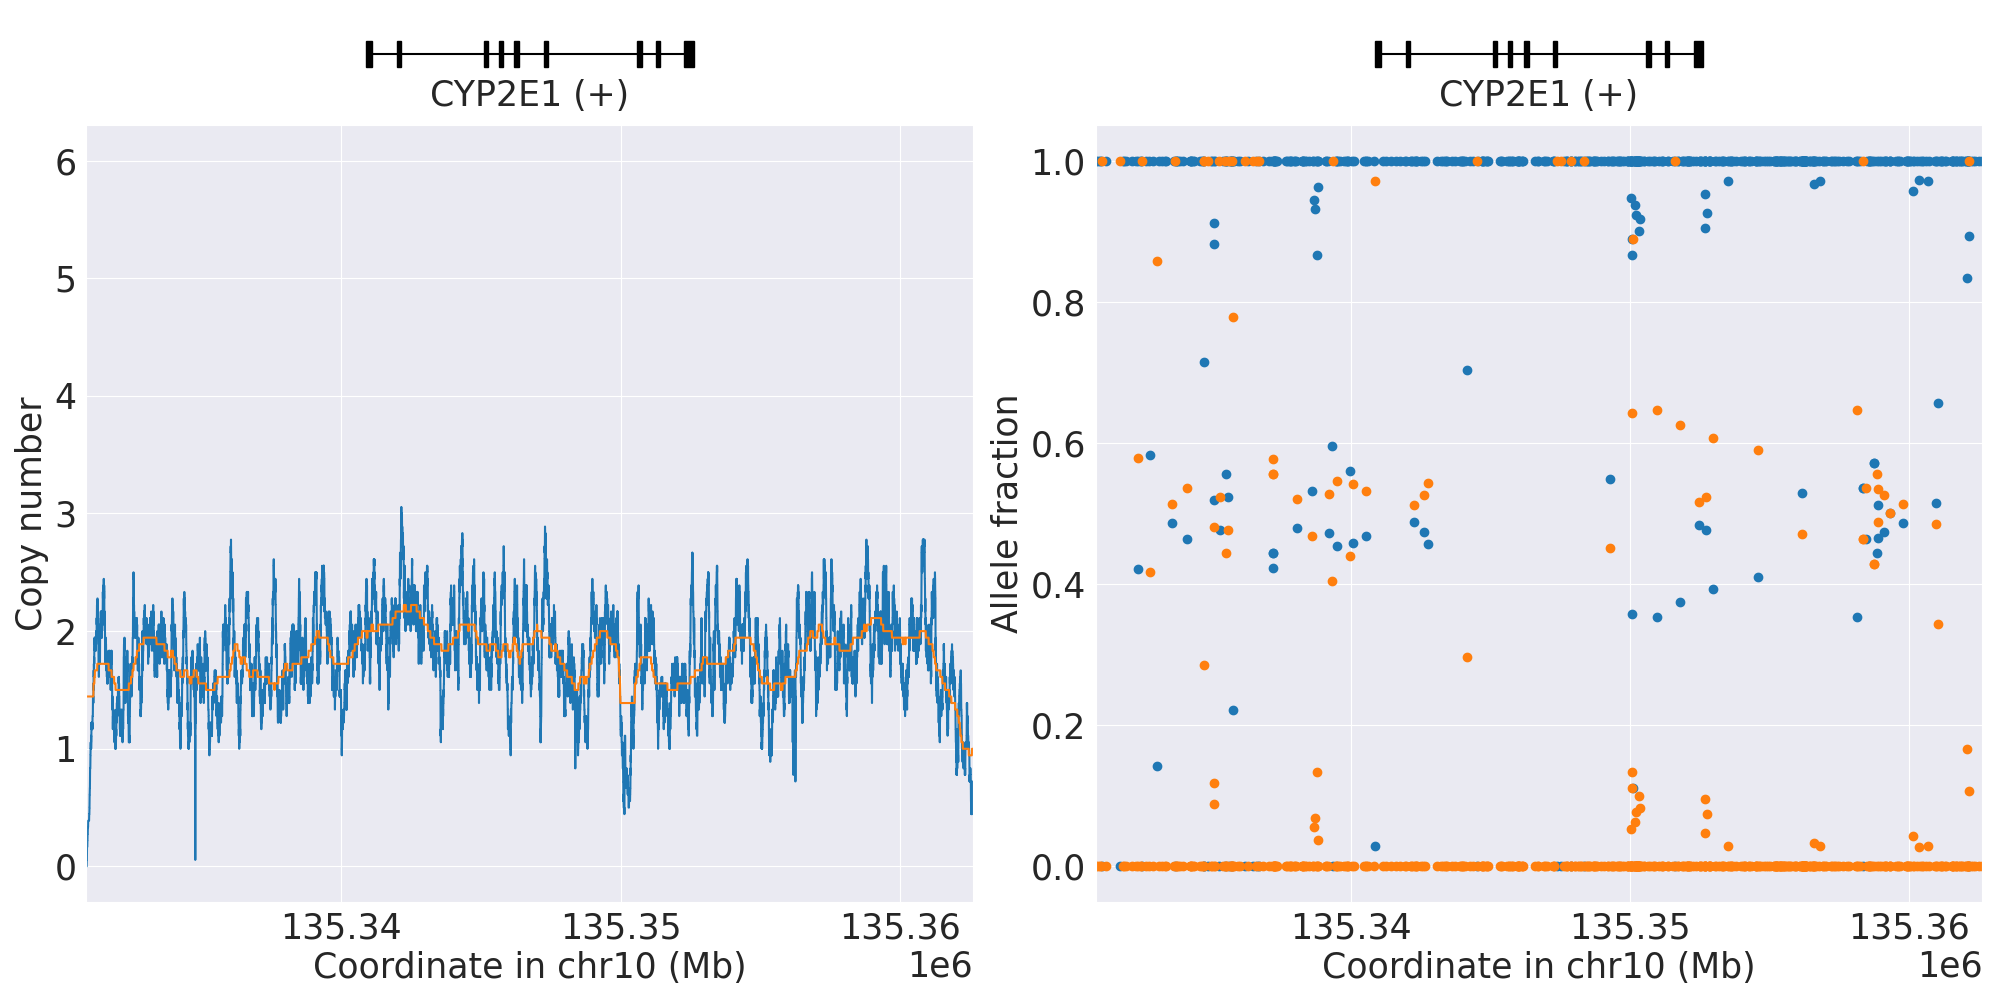 CYP2E1 (+)
6
5
4
3
2
1
0
Copy number
135.34 135.35 135.36
Coordinate in chr10 (Mb)
1e6
CYP2E1 (+)
1.0
0.8
0.6
0.4
0.2
0.0
Allele fraction
135.34 135.35 135.36
Coordinate in chr10 (Mb)
1e6